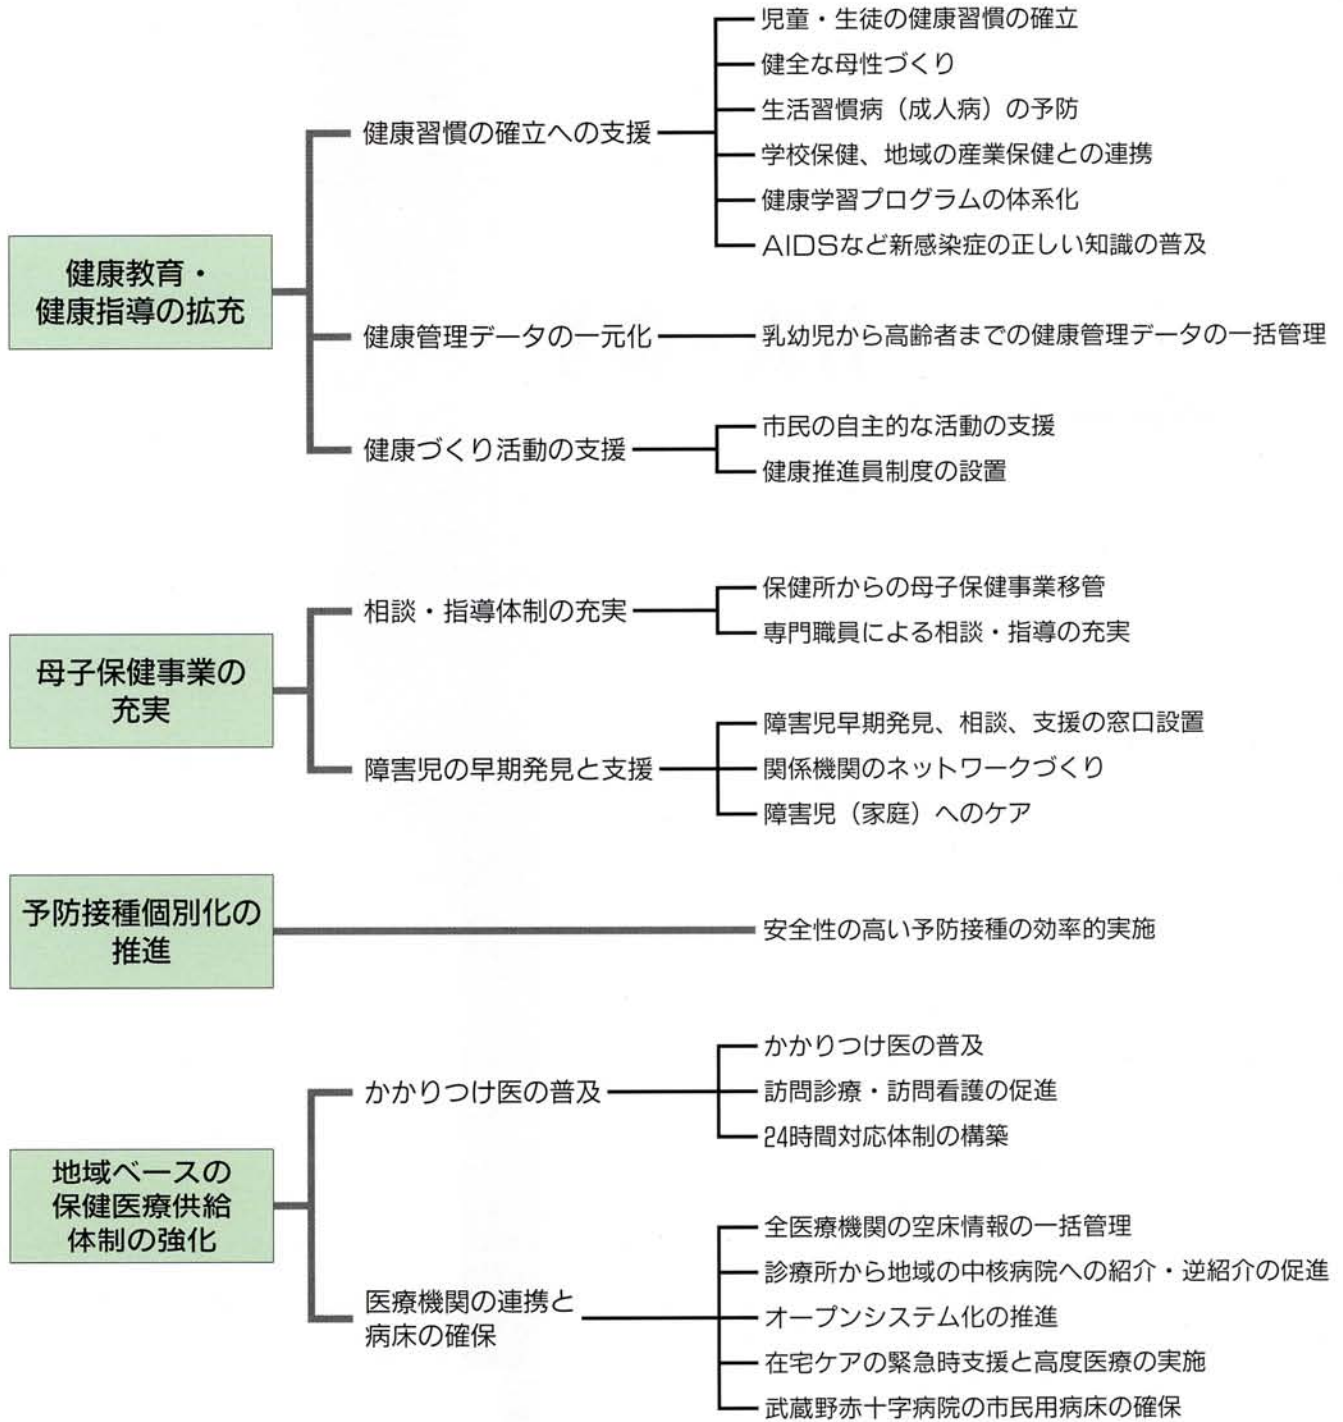 健康教育・
健康指導の拡充
健康習慣の確立への支援
児童・生徒の健康習慣の確立
健全な母性づくり
生活習慣病（成人病）の予防
学校保健、地域の産業保健との連携
健康学習プログラムの体系化
AIDSなど新感染症の正しい知識の普及
健康管理データの一元化
乳幼児から高齢者までの健康管理データの一括管理
健康づくり活動の支援
市民の自主的な活動の支援
健康推進員制度の設置
母子保健事業の
充実
相談・指導体制の充実
保健所からの母子保健事業移管
専門職員による相談・指導の充実
障害児の早期発見と支援
障害児早期発見、相談、支援の窓口設置
関係機関のネットワークづくり
障害児（家庭）へのケア
予防接種個別化の
推進
安全性の高い予防接種の効率的実施
地域ベースの
保健医療供給
体制の強化
かかりつけ医の普及
かかりつけ医の普及
訪問診療・訪問看護の促進
24時間対応体制の構築
医療機関の連携と
病床の確保
全医療機関の空床情報の一括管理
診療所から地域の中核病院への紹介・逆紹介の促進
オープンシステム化の推進
在宅ケアの緊急時支援と高度医療の実施
武蔵野赤十字病院の市民用病床の確保